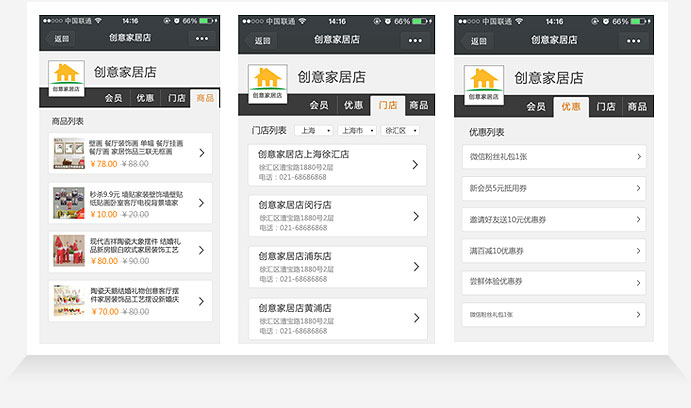 中国联通 14:16 66%
返回 创意家居店
创意家居店
创意家居店
会员 优惠 门店 商品
商品列表
壁画 餐厅装饰画 单幅 餐厅挂画
餐厅画 家居装饰品三联无框画
￥78.00 ￥88.00
秒杀9.9元 墙贴家装壁饰墙壁贴
纸贴画卧室客厅电视背景墙家
￥10.00 ￥20.00
现代吉祥陶瓷大象摆件 结婚礼
品新房银白欧式家居装饰工艺
￥80.00 ￥90.00
陶瓷天鹅结婚礼物创意客厅摆
件家居装饰品工艺摆设新婚庆
￥70.00 ￥80.00
中国联通 14:16 66%
返回 创意家居店
创意家居店
创意家居店
会员 优惠 门店 商品
门店列表 上海 上海市 徐汇区
创意家居店上海徐汇店
徐汇区漕宝路1880号2层
电话：021-68686868
创意家居店闵行店
徐汇区漕宝路1880号2层
电话：021-68686868
创意家居店浦东店
徐汇区漕宝路1880号2层
电话：021-68686868
创意家居店黄浦店
徐汇区漕宝路1880号2层
电话：021-68686868
中国联通 14:16 66%
返回 创意家居店
创意家居店
创意家居店
会员 优惠 门店 商品
优惠列表
微信粉丝礼包1张
新会员5元抵用券
邀请好友送10元优惠券
满百减10优惠券
尝鲜体验优惠券
微信粉丝礼包1张